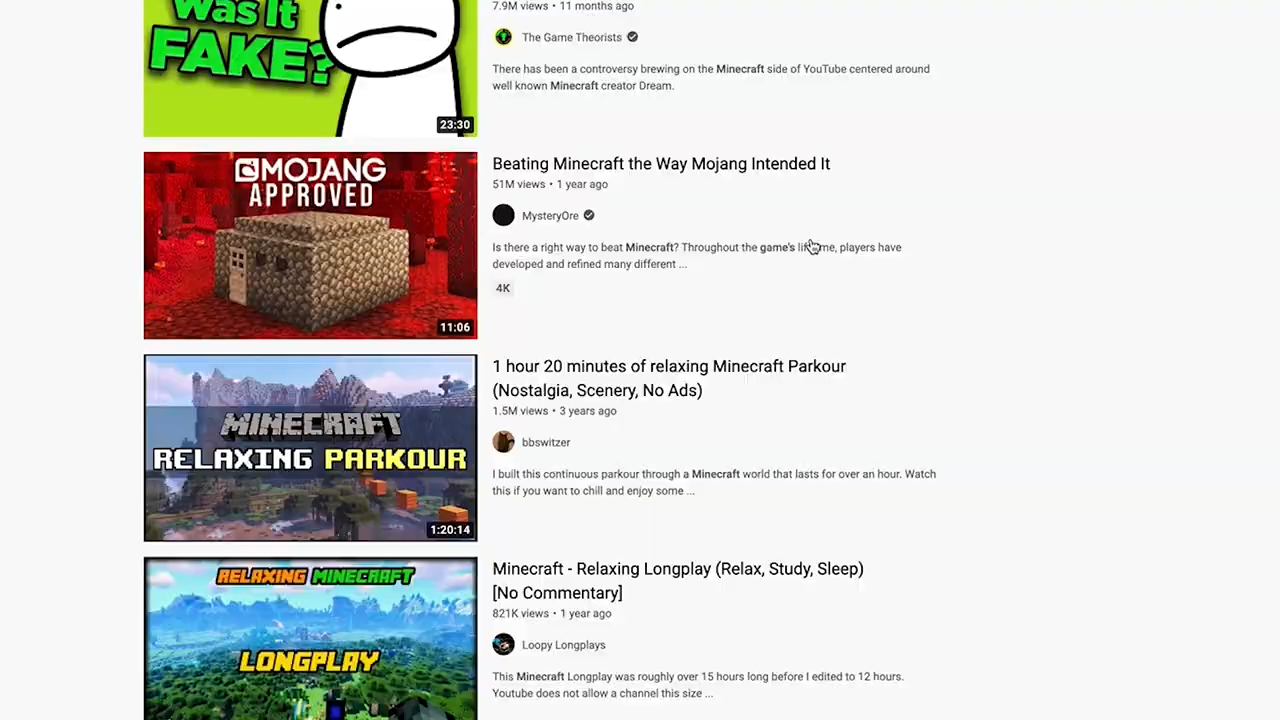 Was It
FAKE?
23:30
7.9M views • 11 months ago
The Game Theorists
There has been a controversy brewing on the Minecraft side of YouTube centered around
well known Minecraft creator Dream.
MOJANG
APPROVED
11:06
Beating Minecraft the Way Mojang Intended It
51M views • 1 year ago
MysteryOre
Is there a right way to beat Minecraft? Throughout the game's lifetime, players have
developed and refined many different ...
4K
MINECRAFT
RELAXING PARKOUR
1:20:14
1 hour 20 minutes of relaxing Minecraft Parkour
(Nostalgia, Scenery, No Ads)
1.5M views • 3 years ago
bbswitzer
I built this continuous parkour through a Minecraft world that lasts for over an hour. Watch
this if you want to chill and enjoy some ...
RELAXING MINECRAFT
LONGPLAY
Minecraft - Relaxing Longplay (Relax, Study, Sleep)
[No Commentary]
821K views • 1 year ago
Loopy Longplays
This Minecraft Longplay was roughly over 15 hours long before I edited to 12 hours.
Youtube does not allow a channel this size ...